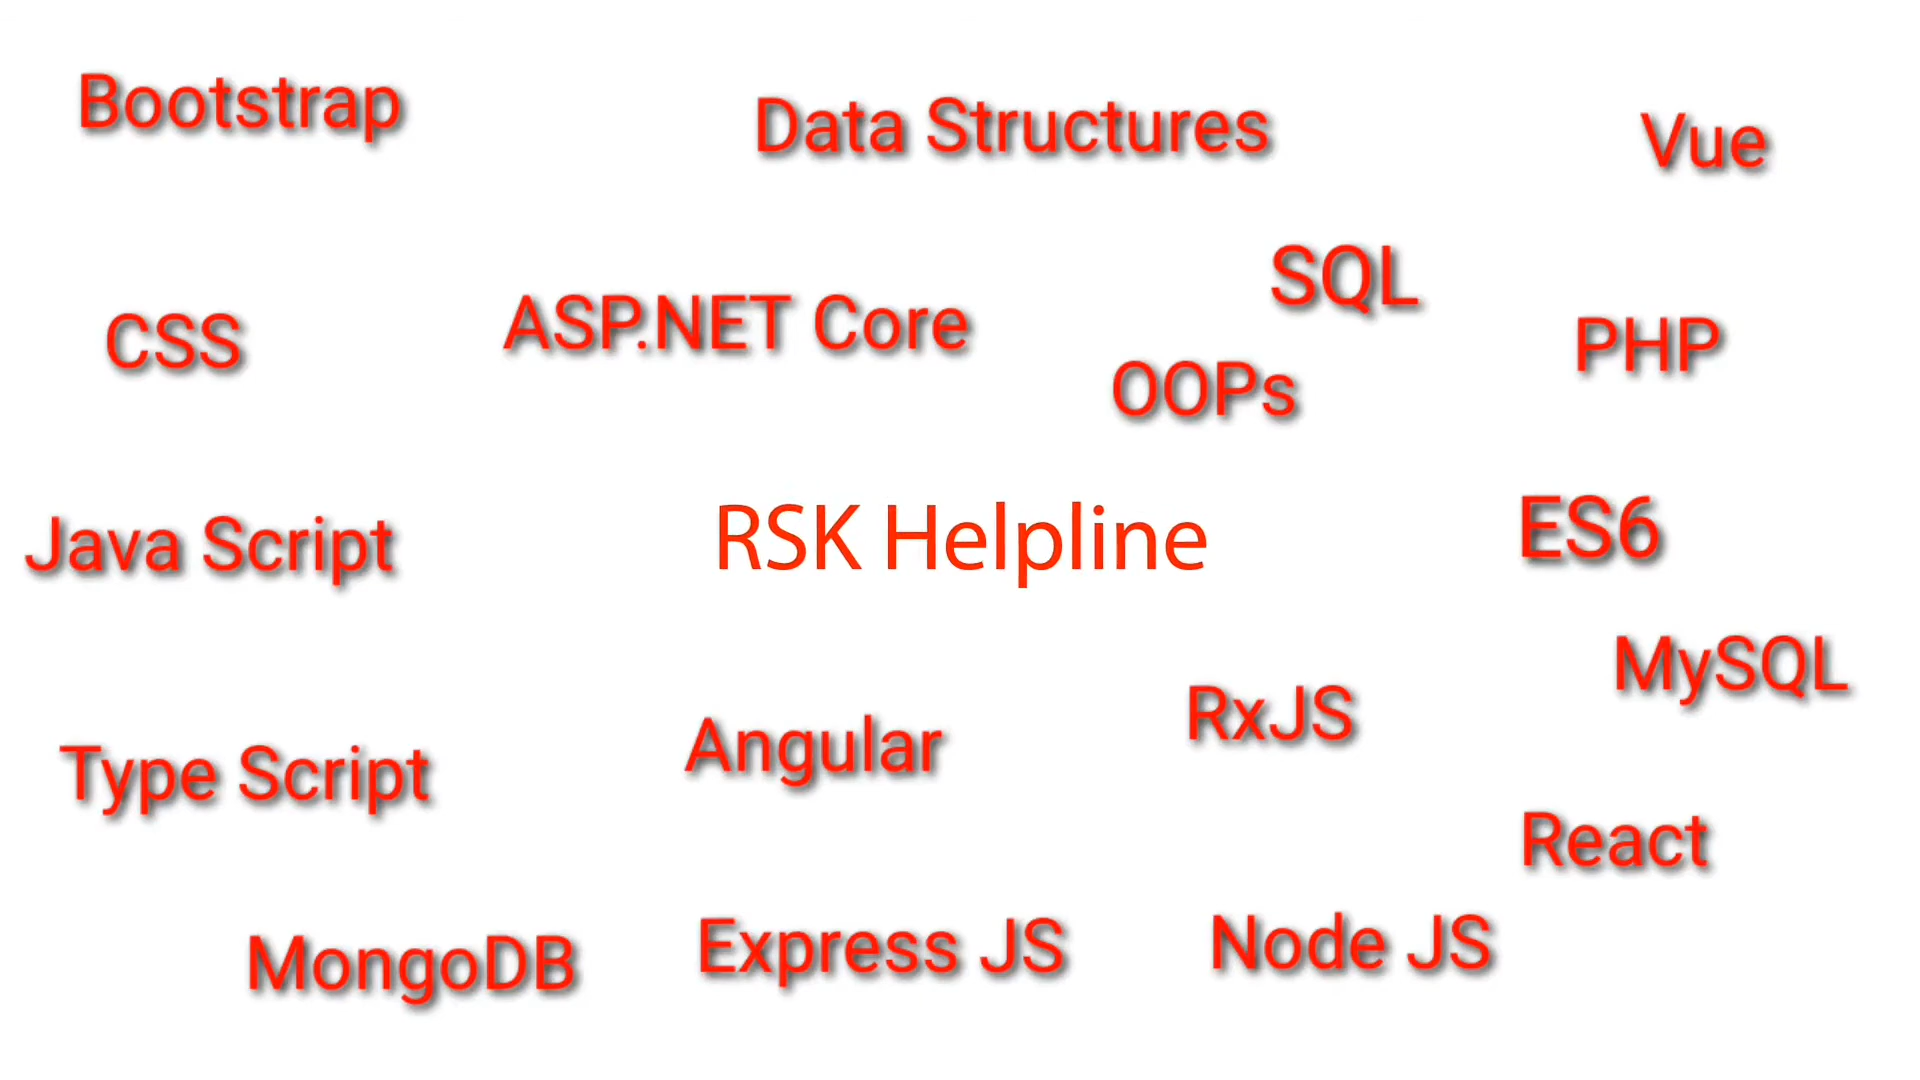 Bootstrap
Data Structures
Vue
SQL
CSS
ASP.NET Core
PHP
OOPs
Java Script
RSK Helpline
ES6
MySQL
RxJS
Type Script
Angular
React
MongoDB
Express JS
Node JS